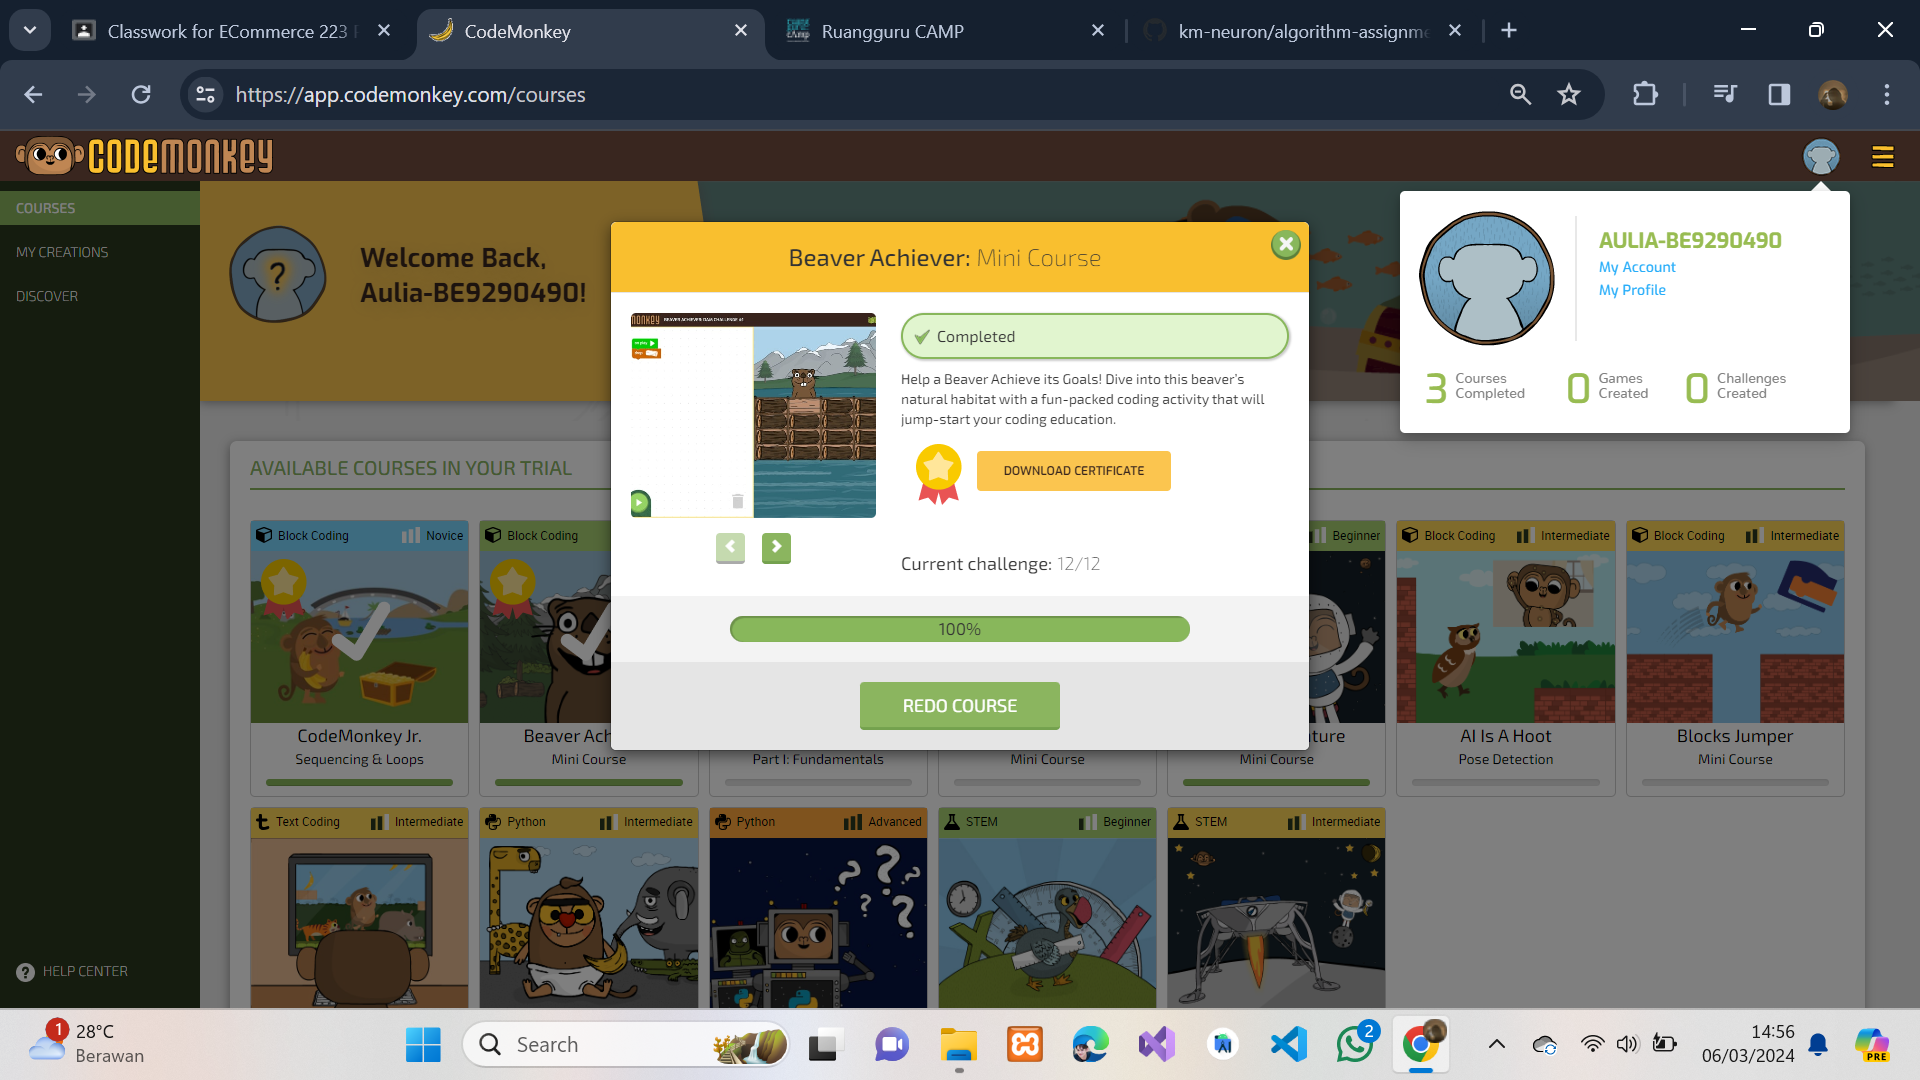 Classwork for ECommerce 223
CodeMonkey
Ruangguru CAMP
km-neuron/algorithm-assignme
https://app.codemonkey.com/courses
CODEMONKEY
COURSES
MY CREATIONS
DISCOVER
HELP CENTER
Welcome Back,
Aulia-BE9290490!
Beaver Achiever: Mini Course
Completed
Help a Beaver Achieve its Goals! Dive into this beaver's
natural habitat with a fun-packed coding activity that will
jump-start your coding education.
DOWNLOAD CERTIFICATE
Current challenge: 12/12
100%
REDO COURSE
AULIA-BE9290490
My Account
My Profile
3 Courses Completed
0 Games Created
0 Challenges Created
AVAILABLE COURSES IN YOUR TRIAL
Block Coding Novice
CodeMonkey Jr.
Sequencing & Loops
Block Coding
Beaver Ach
Mini Course
Part I: Fundamentals
Mini Course
Beginner
ture
Mini Course
Block Coding Intermediate
AI Is A Hoot
Pose Detection
Block Coding Intermediate
Blocks Jumper
Mini Course
Text Coding Intermediate
Python Intermediate
Python Advanced
STEM Beginner
STEM Intermediate
1
28°C
Berawan
Search
2
14:56
06/03/2024
PRE